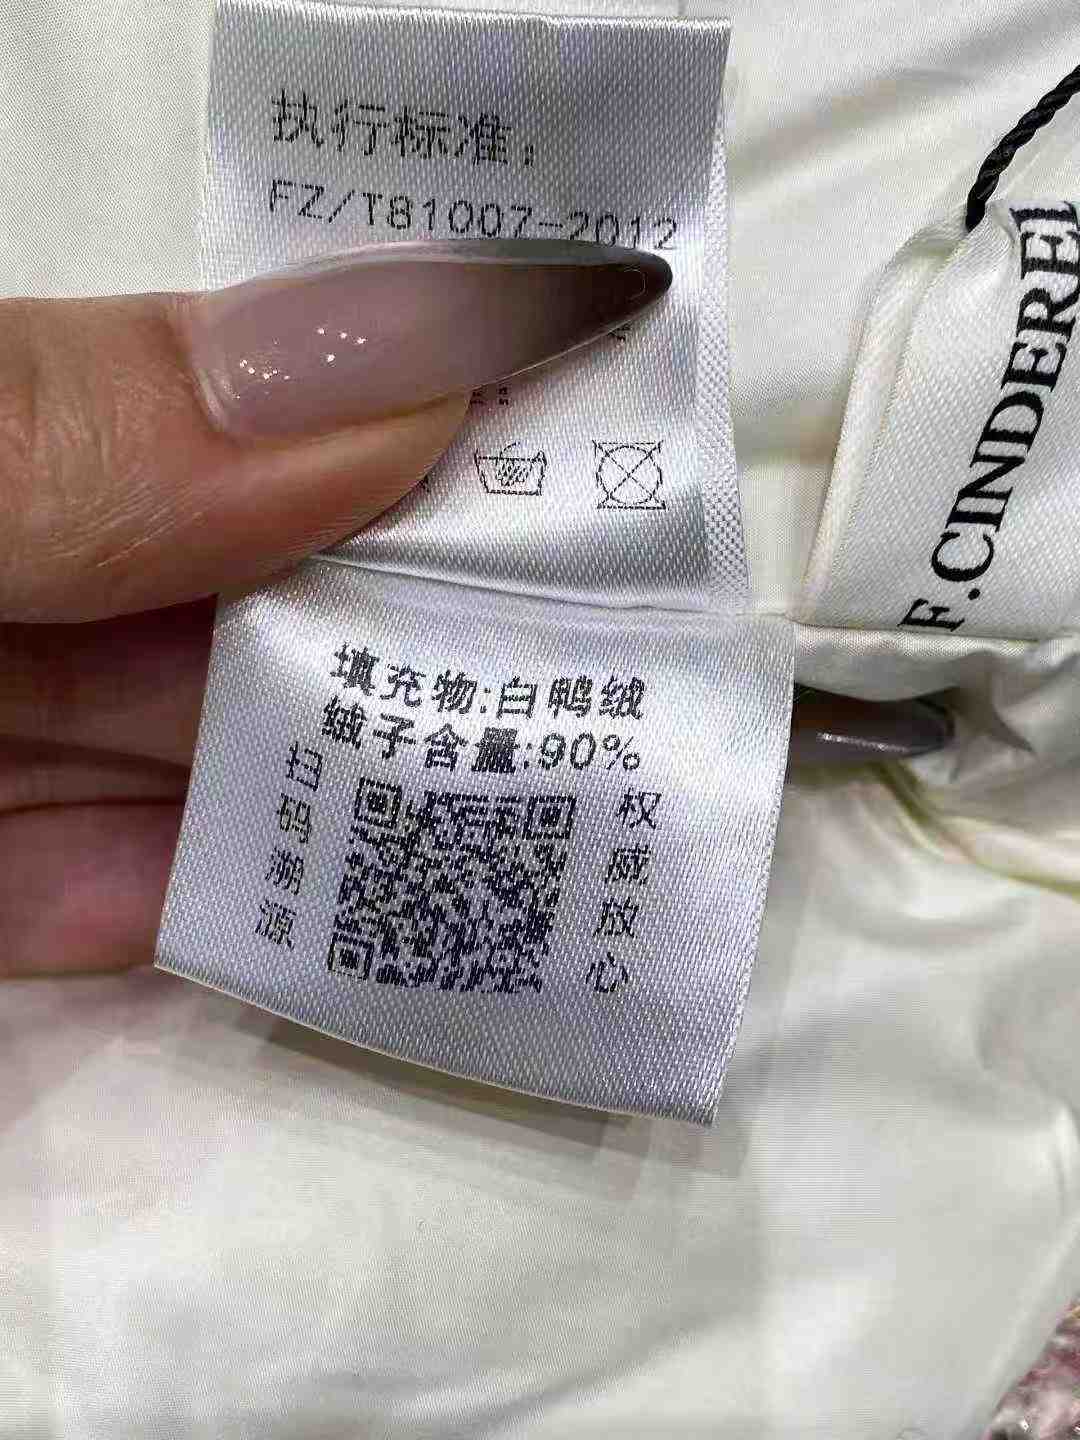 执行标准：
FZ/T81007-2012
F.CINDEREL
填充物:白鸭绒
绒子含量:90%
扫码溯源
权威放心